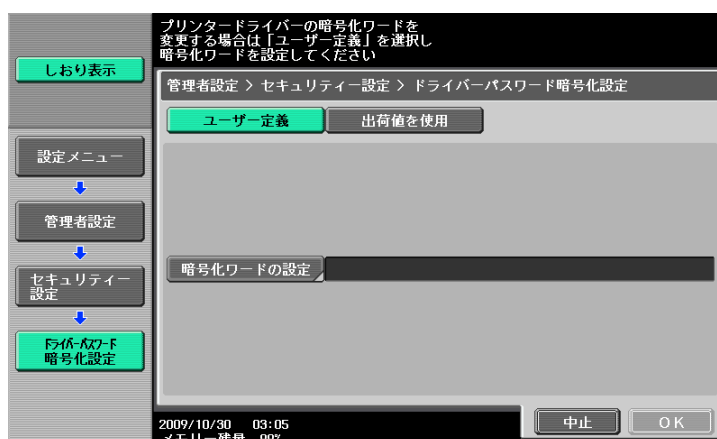 プリンタードライバーの暗号化ワードを
変更する場合は「ユーザー定義」を選択し
暗号化ワードを設定してください
しおり表示
管理者設定 > セキュリティー設定 > ドライバーパスワード暗号化設定
ユーザー定義
出荷値を使用
設定メニュー
管理者設定
暗号化ワードの設定
セキュリティー
設定
ドライバーパスワード
暗号化設定
中止
OK
2009/10/30 03:05
メモリー残量 99%